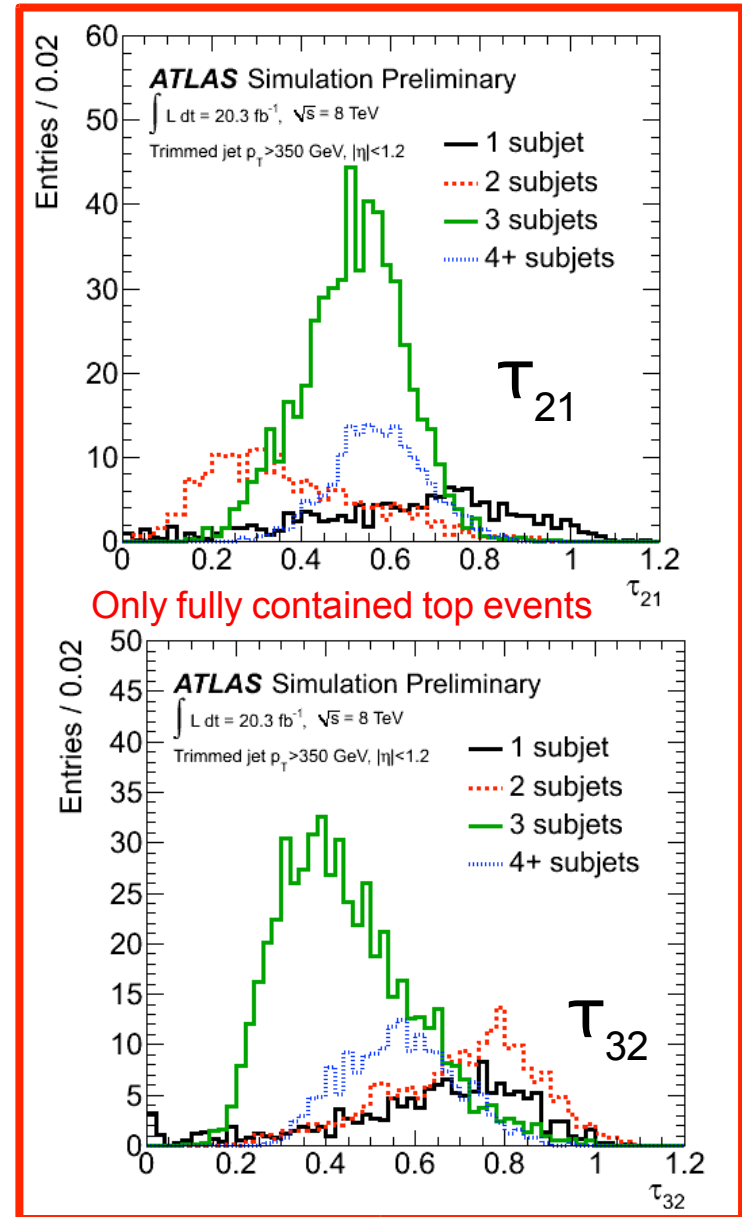 60
50
40
30
20
10
0
Entries / 0.02
ATLAS Simulation Preliminary
∫ L dt = 20.3 fb⁻¹, √s = 8 TeV
Trimmed jet p_T>350 GeV, |η|<1.2
1 subjet
2 subjets
3 subjets
4+ subjets
τ₂₁
0 0.2 0.4 0.6 0.8 1 1.2
τ₂₁
Only fully contained top events
50
45
40
35
30
25
20
15
10
5
0
Entries / 0.02
ATLAS Simulation Preliminary
∫ L dt = 20.3 fb⁻¹, √s = 8 TeV
Trimmed jet p_T>350 GeV, |η|<1.2
1 subjet
2 subjets
3 subjets
4+ subjets
τ₃₂
0 0.2 0.4 0.6 0.8 1 1.2
τ₃₂